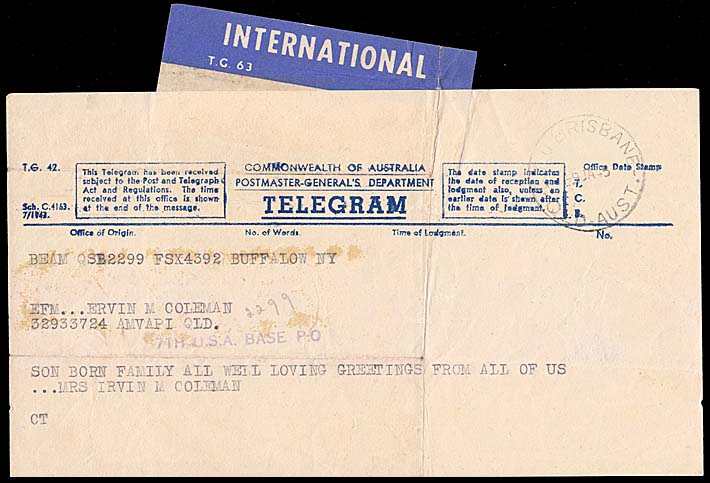 INTERNATIONAL
T.G. 63
T.G. 42.
Sch. C.4163.
7/1943.
This Telegram has been received
subject to the Post and Telegraph
Act and Regulations. The time
received at this office is shown
at the end of the message.
COMMONWEALTH OF AUSTRALIA
POSTMASTER-GENERAL'S DEPARTMENT
TELEGRAM
The date stamp indicates
the date of reception and
lodgment also, unless an
earlier date is shown after
the time of lodgment.
Office Date Stamp
T.
C.
B.
BRISBANE
AUST.
Office of Origin. No. of Words. Time of Lodgment. No.
BEAM QSB2299 FSX4392 BUFFALOW NY
EFM...ERVIN M COLEMAN
2299
32933724 AMVAPI QLD.
7TH U.S.A. BASE P.O
SON BORN FAMILY ALL WELL LOVING GREETINGS FROM ALL OF US
...MRS IRVIN M COLEMAN
CT